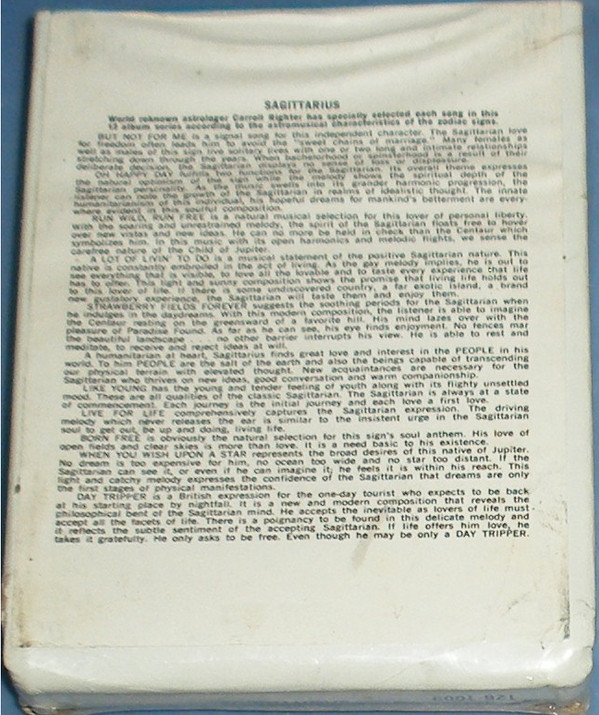 SAGITTARIUS
World reknown astrologer Carroll Righter has specially selected each song in this
12 album series according to the astromusical characteristics of the zodiac signs.
BUT NOT FOR ME is a signal song for this independent character. The Sagittarian love
for freedom often leads him to avoid the "sweet chains of marriage." Many females as
well as males of this sign live solitary lives with one or two long and intimate relationships
stretching down through the years. When bachelorhood or spinsterhood is a result of their
deliberate decision, the Sagittarian displays no sense of loss or displeasure.
OH HAPPY DAY fulfills two functions for the Sagittarian. Its overall theme expresses
the natural optimism of the sign while the melody shows the spiritual depth of the
Sagittarian personality. As the music swells into its grander harmonic progression, the
listener can note the growth of the Sagittarian in realms of idealistic thought. The innate
humanitarianism of this individual, his hopeful dreams for mankind's betterment are every-
where evident in this soulful composition.
RUN WILD, RUN FREE is a natural musical selection for this lover of personal liberty.
With the soaring and unrestrained melody, the spirit of the Sagittarian is free to hover
over new vistas and new ideas. He can no more be held in check than the Centaur which
symbolizes him. In this music with its open harmonics and melodic flights, we sense the
carefree nature of the Child of Jupiter.
A LOT OF LIVIN' TO DO is a musical statement of the positive Sagittarian nature. This
native is constantly embroiled in the act of living. As the gay melody implies, he is out to
see everything that is visible, to love all the lovable and to taste every experience that life
has to offer. This light and sunny composition shows the promise that living life holds out
to this lover of life. If there is some undiscovered country, a far exotic island, a brand
new gustatory experience, the Sagittarian will taste them and enjoy them.
STRAWBERRY FIELDS FOREVER suggests the soothing periods for the Sagittarian when
he indulges in the daydreams. With this modern composition, the listener is able to imagine
the Centaur resting on the greensward of a favorite hill. His mind lazes over with the
pleasure of Paradise Found. As far as he can see, his eye finds enjoyment. No fences mar
the beautiful landscape . . . no other barrier interrupts his view. He is able to rest and
meditate, to receive and reject ideas at will.
A humanitarian at heart, Sagittarius finds great love and interest in the PEOPLE in his
world. To him PEOPLE are the salt of the earth and also the beings capable of transcending
our physical terrain with elevated thought. New acquaintances are necessary for the
Sagittarian who thrives on new ideas, good conversation and warm companionship.
LIKE YOUNG has the young and tender feeling of youth along with its flighty unsettled
mood. These are all qualities of the classic Sagittarian. The Sagittarian is always at a state
of commencement. Each journey is the initial journey and each love a first love.
LIVE FOR LIFE comprehensively captures the Sagittarian expression. The driving
melody which never releases the ear is similar to the insistent urge in the Sagittarian
soul to get out, be up and doing, living life.
BORN FREE is obviously the natural selection for this sign's soul anthem. His love of
open fields and clear skies is more than love. It is a need basic to his existence.
WHEN YOU WISH UPON A STAR represents the broad desires of this native of Jupiter.
No dream is too expensive for him, no ocean too wide and no star too distant. If the
Sagittarian can see it, or even if he can imagine it; he feels it is within his reach. This
light and catchy melody expresses the confidence of the Sagittarian that dreams are only
the first stages of physical manifestations.
DAY TRIPPER is a British expression for the one-day tourist who expects to be back
at his starting place by nightfall. It is a new and modern composition that reveals the
philosophical bent of the Sagittarian mind. He accepts the inevitable as lovers of life must
accept all the facets of life. There is a poignancy to be found in this delicate melody and
it reflects the subtle sentiment of the accepting Sagittarian. If life offers him love, he
takes it gratefully. He only asks to be free. Even though he may be only a DAY TRIPPER.